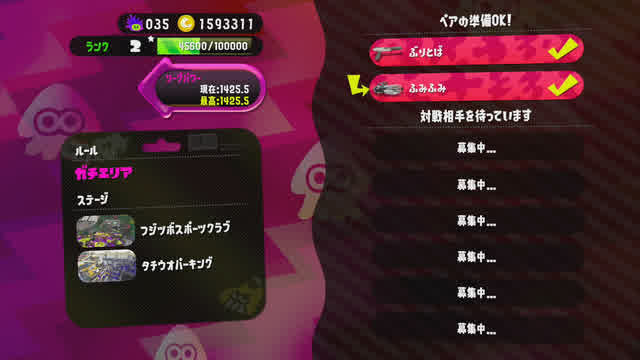 035 1593311
ランク 2 45600/100000
リーグパワー
現在:1425.5
最高:1425.5
ルール
ガチエリア
ステージ
フジツボスポーツクラブ
タチウオパーキング
ペアの準備OK!
ぷりとば
ふみふみ
対戦相手を待っています
募集中...
募集中...
募集中...
募集中...
募集中...
募集中...